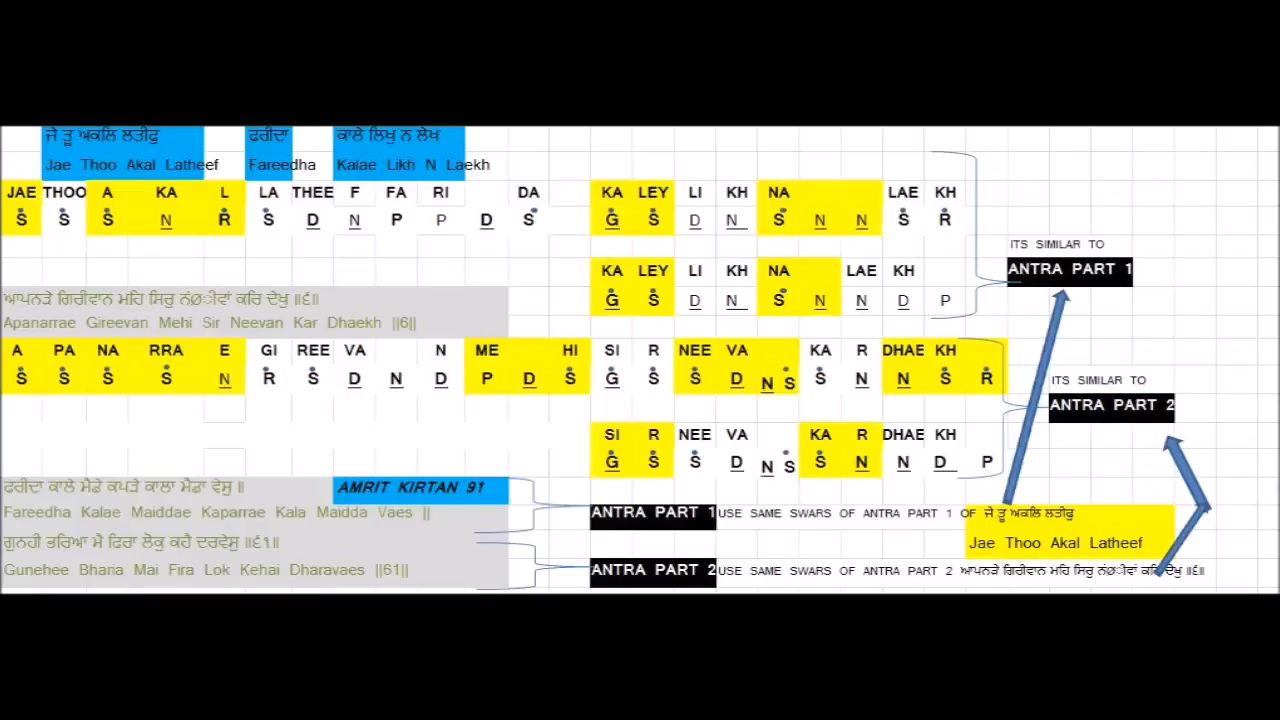 ਜੇ ਤੂ ਅਕਲਿ ਲਤੀਫੁ ਫਰੀਦਾ ਕਾਲੇ ਲਿਖੁ ਨ ਲੇਖ
Jae Thoo Akal Latheef Fareedha Kalae Likh N Laekh
JAE THOO A KA L LA THEE F FA RI DA KA LEY LI KH NA LAE KH
Ṡ Ṡ Ṡ N Ṙ Ṡ D N P P D Ṡ Ġ Ṡ D N Ṡ N N Ṡ Ṙ
ITS SIMILAR TO
ANTRA PART 1
KA LEY LI KH NA LAE KH
Ġ Ṡ D N Ṡ N N D P
ਆਪਨੜੇ ਗਿਰੀਵਾਨ ਮਹਿ ਸਿਰੁ ਨੰØੀਵਾਂ ਕਰਿ ਦੇਖੁ ॥੬॥
Apanarrae Gireevan Mehi Sir Neevan Kar Dhaekh ||6||
A PA NA RRA E GI REE VA N ME HI SI R NEE VA KA R DHAE KH
Ṡ Ṡ Ṡ Ṡ N Ṙ Ṡ D N D P D Ṡ Ġ Ṡ Ṡ D N Ṡ Ṡ N N Ṡ Ṙ
ITS SIMILAR TO
ANTRA PART 2
SI R NEE VA KA R DHAE KH
Ġ Ṡ Ṡ D N Ṡ Ṡ N N D P
ਫਰੀਦਾ ਕਾਲੇ ਮੈਡੇ ਕਪੜੇ ਕਾਲਾ ਮੈਡਾ ਵੇਸੁ ॥ AMRIT KIRTAN 91
Fareedha Kalae Maiddae Kaparrae Kala Maidda Vaes ||
ANTRA PART 1 USE SAME SWARS OF ANTRA PART 1 OF ਜੇ ਤੂ ਅਕਲਿ ਲਤੀਫੁ
Jae Thoo Akal Latheef
ਗੁਨਹੀ ਭਰਿਆ ਮੈ ਫਿਰਾ ਲੋਕੁ ਕਹੈ ਦਰਵੇਸੁ ॥੬੧॥
Gunehee Bharia Mai Fira Lok Kehai Dharavaes ||61||
ANTRA PART 2 USE SAME SWARS OF ANTRA PART 2 ਆਪਨੜੇ ਗਿਰੀਵਾਨ ਮਹਿ ਸਿਰੁ ਨੰØੀਵਾਂ ਕਰਿ ਦੇਖੁ ॥੬॥